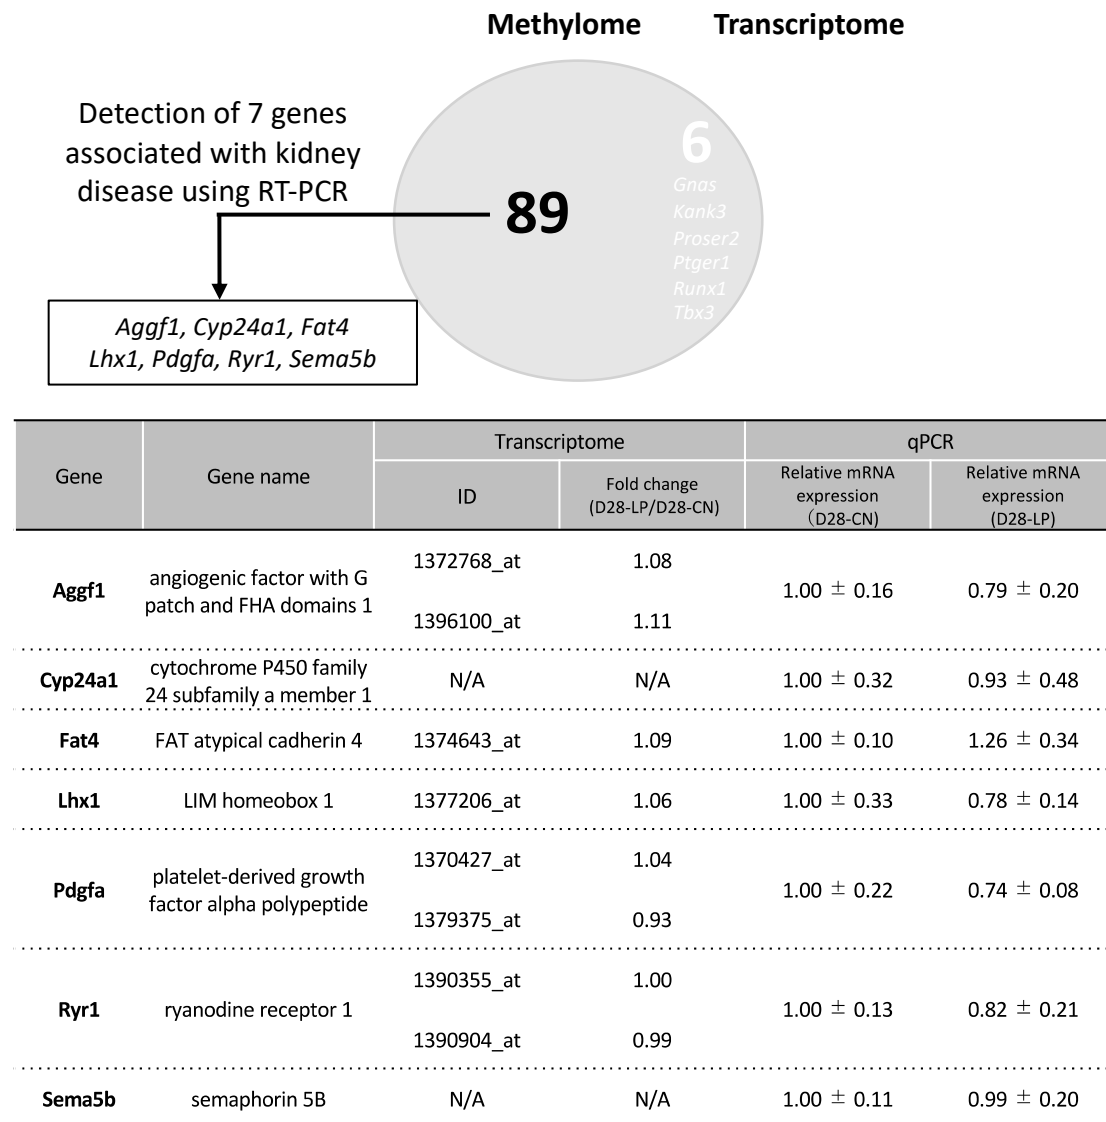 Methylome Transcriptome
Detection of 7 genes
associated with kidney
disease using RT-PCR
89
6
Gnas
Kank3
Proser2
Ptger1
Runx1
Tbx3
Aggf1, Cyp24a1, Fat4
Lhx1, Pdgfa, Ryr1, Sema5b
Gene Gene name Transcriptome qPCR
ID Fold change
(D28-LP/D28-CN) Relative mRNA
expression
(D28-CN) Relative mRNA
expression
(D28-LP)
Aggf1 angiogenic factor with G
patch and FHA domains 1 1372768_at 1.08 1.00 ± 0.16 0.79 ± 0.20
1396100_at 1.11
Cyp24a1 cytochrome P450 family
24 subfamily a member 1 N/A N/A 1.00 ± 0.32 0.93 ± 0.48
Fat4 FAT atypical cadherin 4 1374643_at 1.09 1.00 ± 0.10 1.26 ± 0.34
Lhx1 LIM homeobox 1 1377206_at 1.06 1.00 ± 0.33 0.78 ± 0.14
Pdgfa platelet-derived growth
factor alpha polypeptide 1370427_at 1.04 1.00 ± 0.22 0.74 ± 0.08
1379375_at 0.93
Ryr1 ryanodine receptor 1 1390355_at 1.00 1.00 ± 0.13 0.82 ± 0.21
1390904_at 0.99
Sema5b semaphorin 5B N/A N/A 1.00 ± 0.11 0.99 ± 0.20